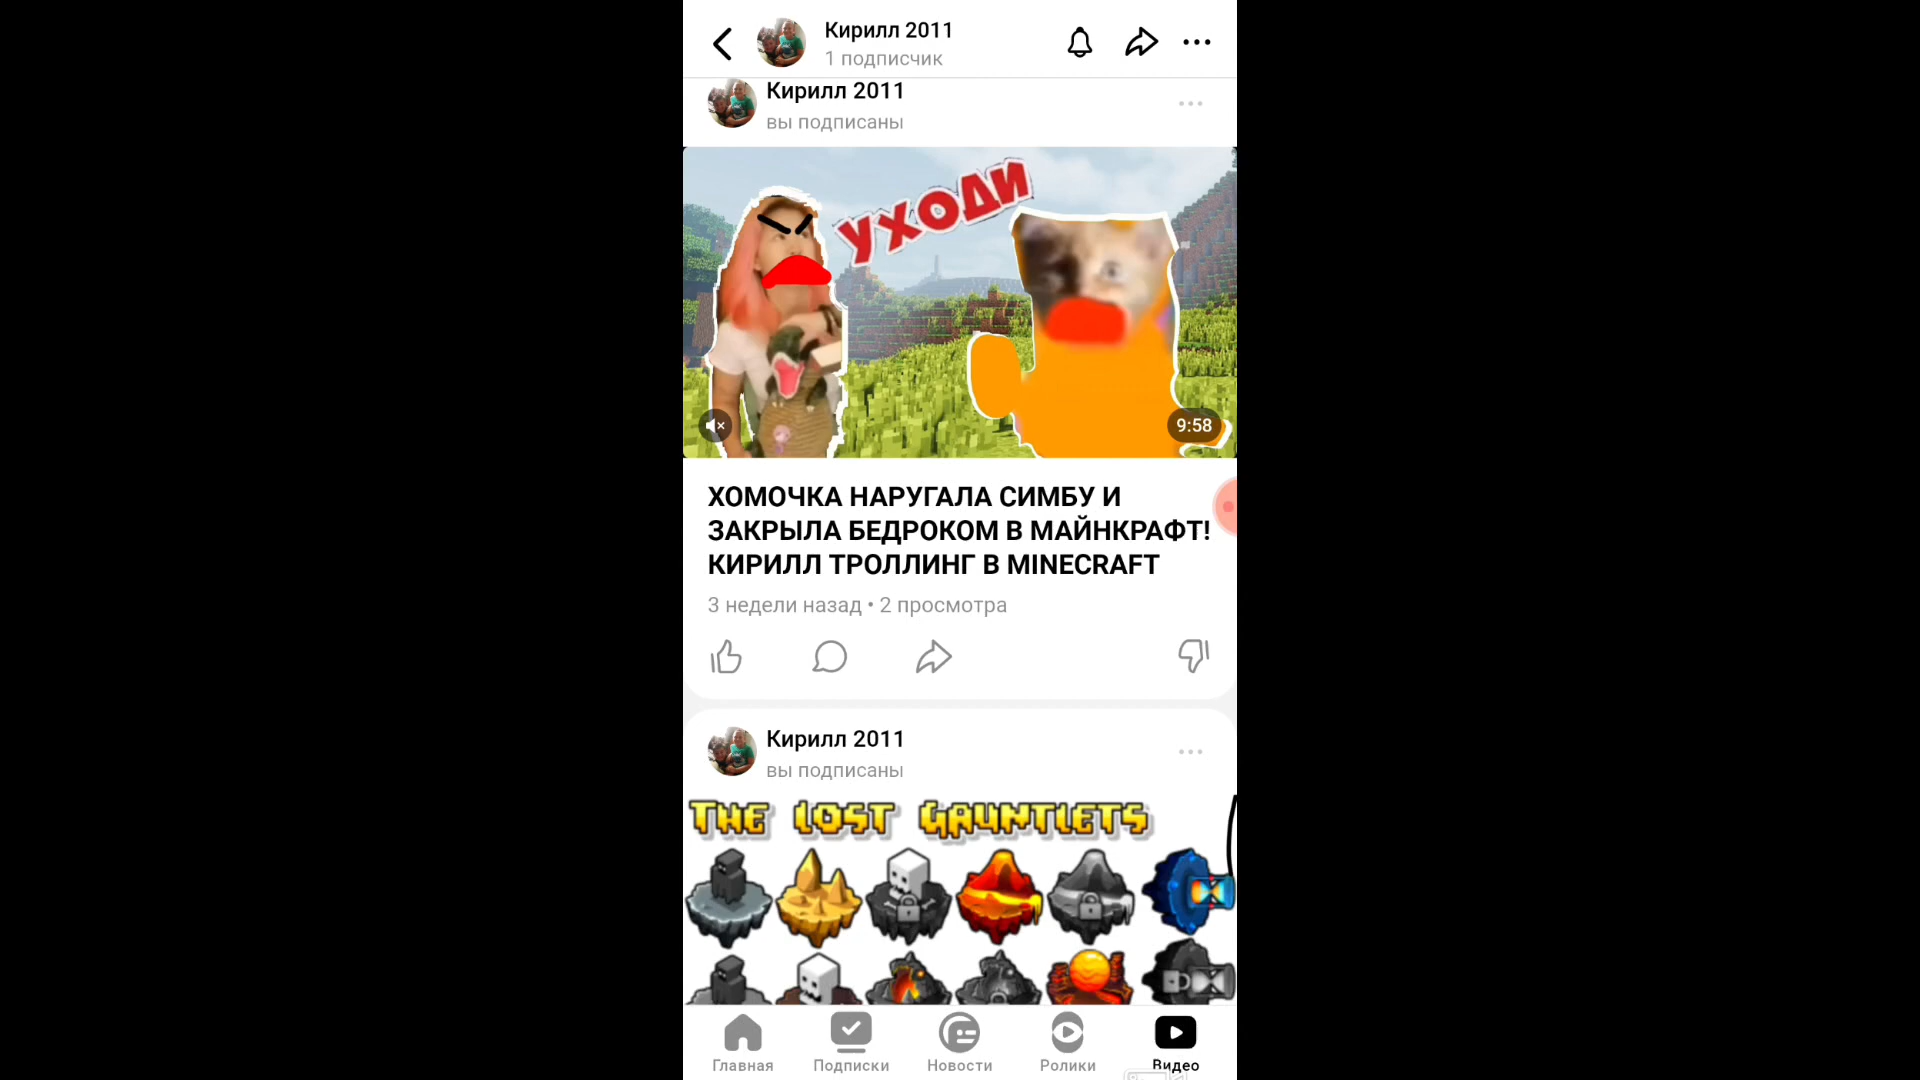 Кирилл 2011
1 подписчик
Кирилл 2011
вы подписаны
УХОДИ
9:58
ХОМОЧКА НАРУГАЛА СИМБУ И
ЗАКРЫЛА БЕДРОКОМ В МАЙНКРАФТ!
КИРИЛЛ ТРОЛЛИНГ В MINECRAFT
3 недели назад • 2 просмотра
Кирилл 2011
вы подписаны
THE LOST GAUNTLETS
Главная
Подписки
Новости
Ролики
Видео